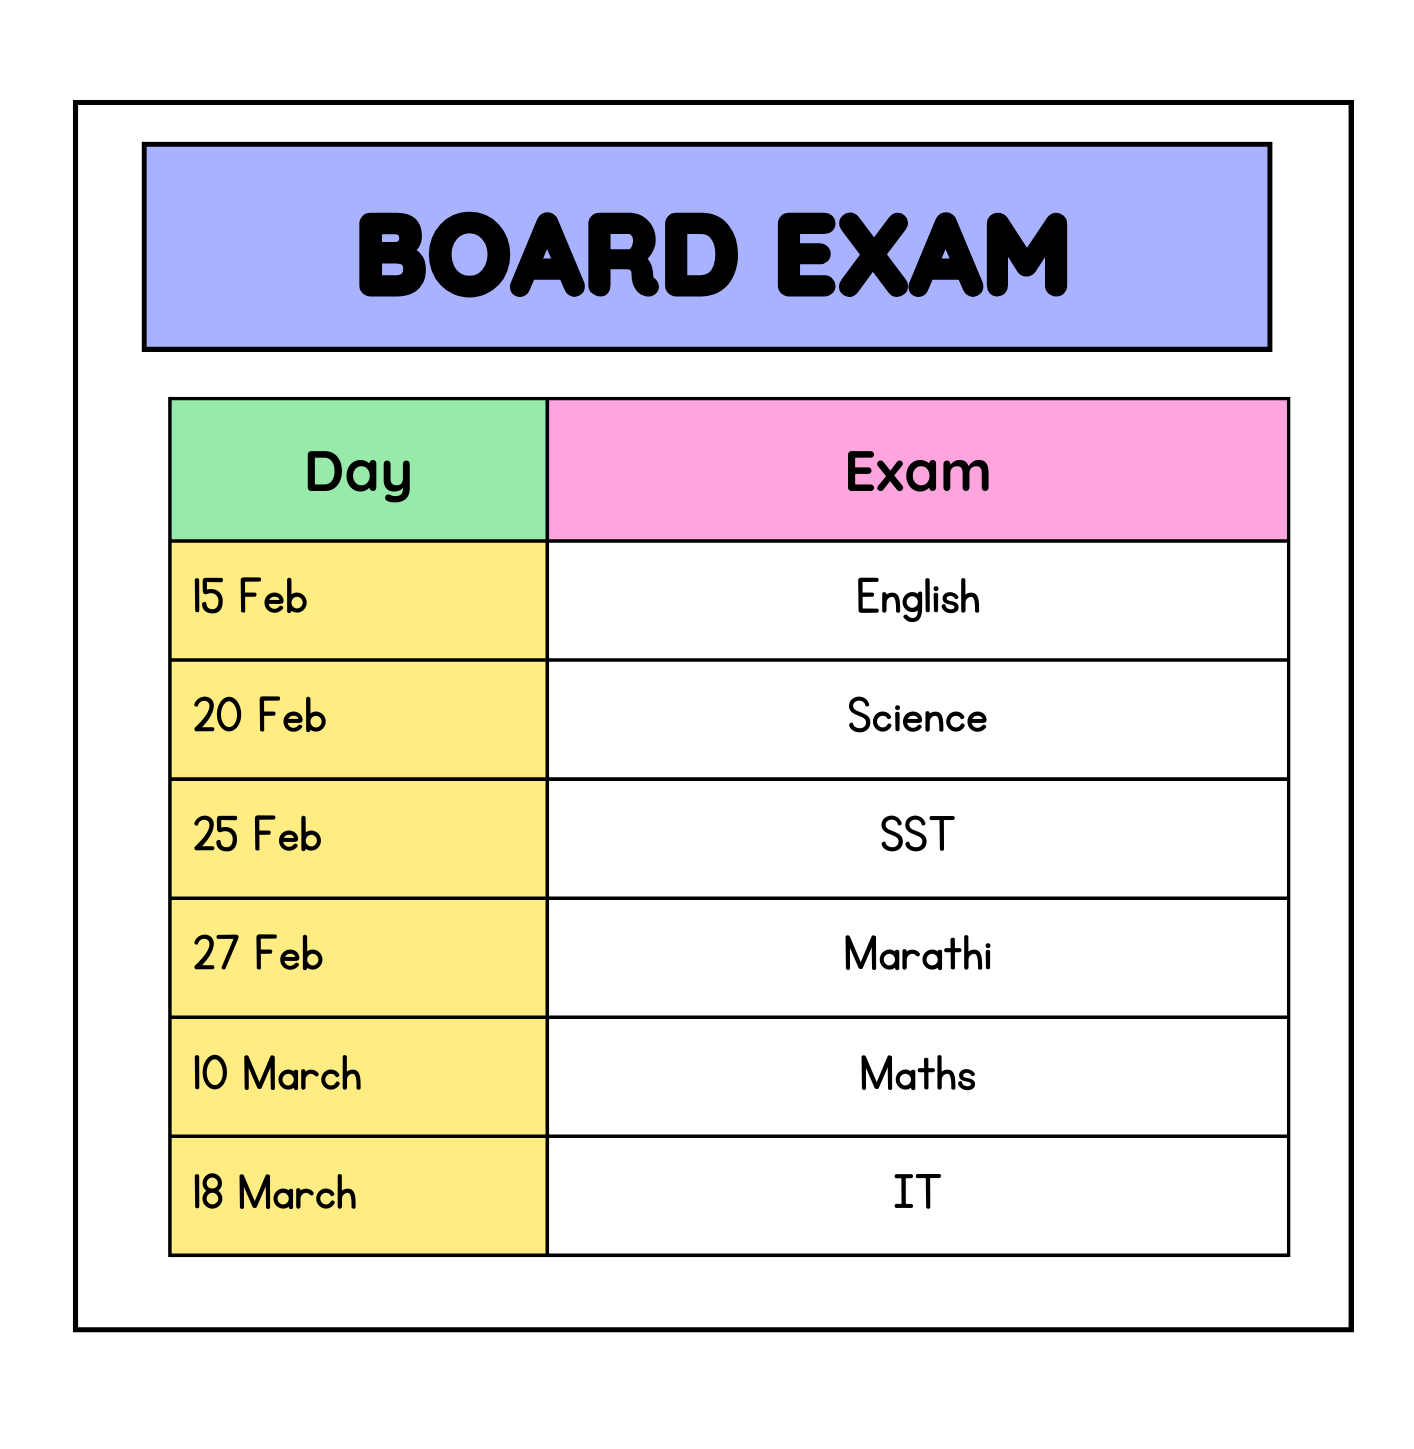 BOARD EXAM
Day Exam
15 Feb English
20 Feb Science
25 Feb SST
27 Feb Marathi
10 March Maths
18 March IT